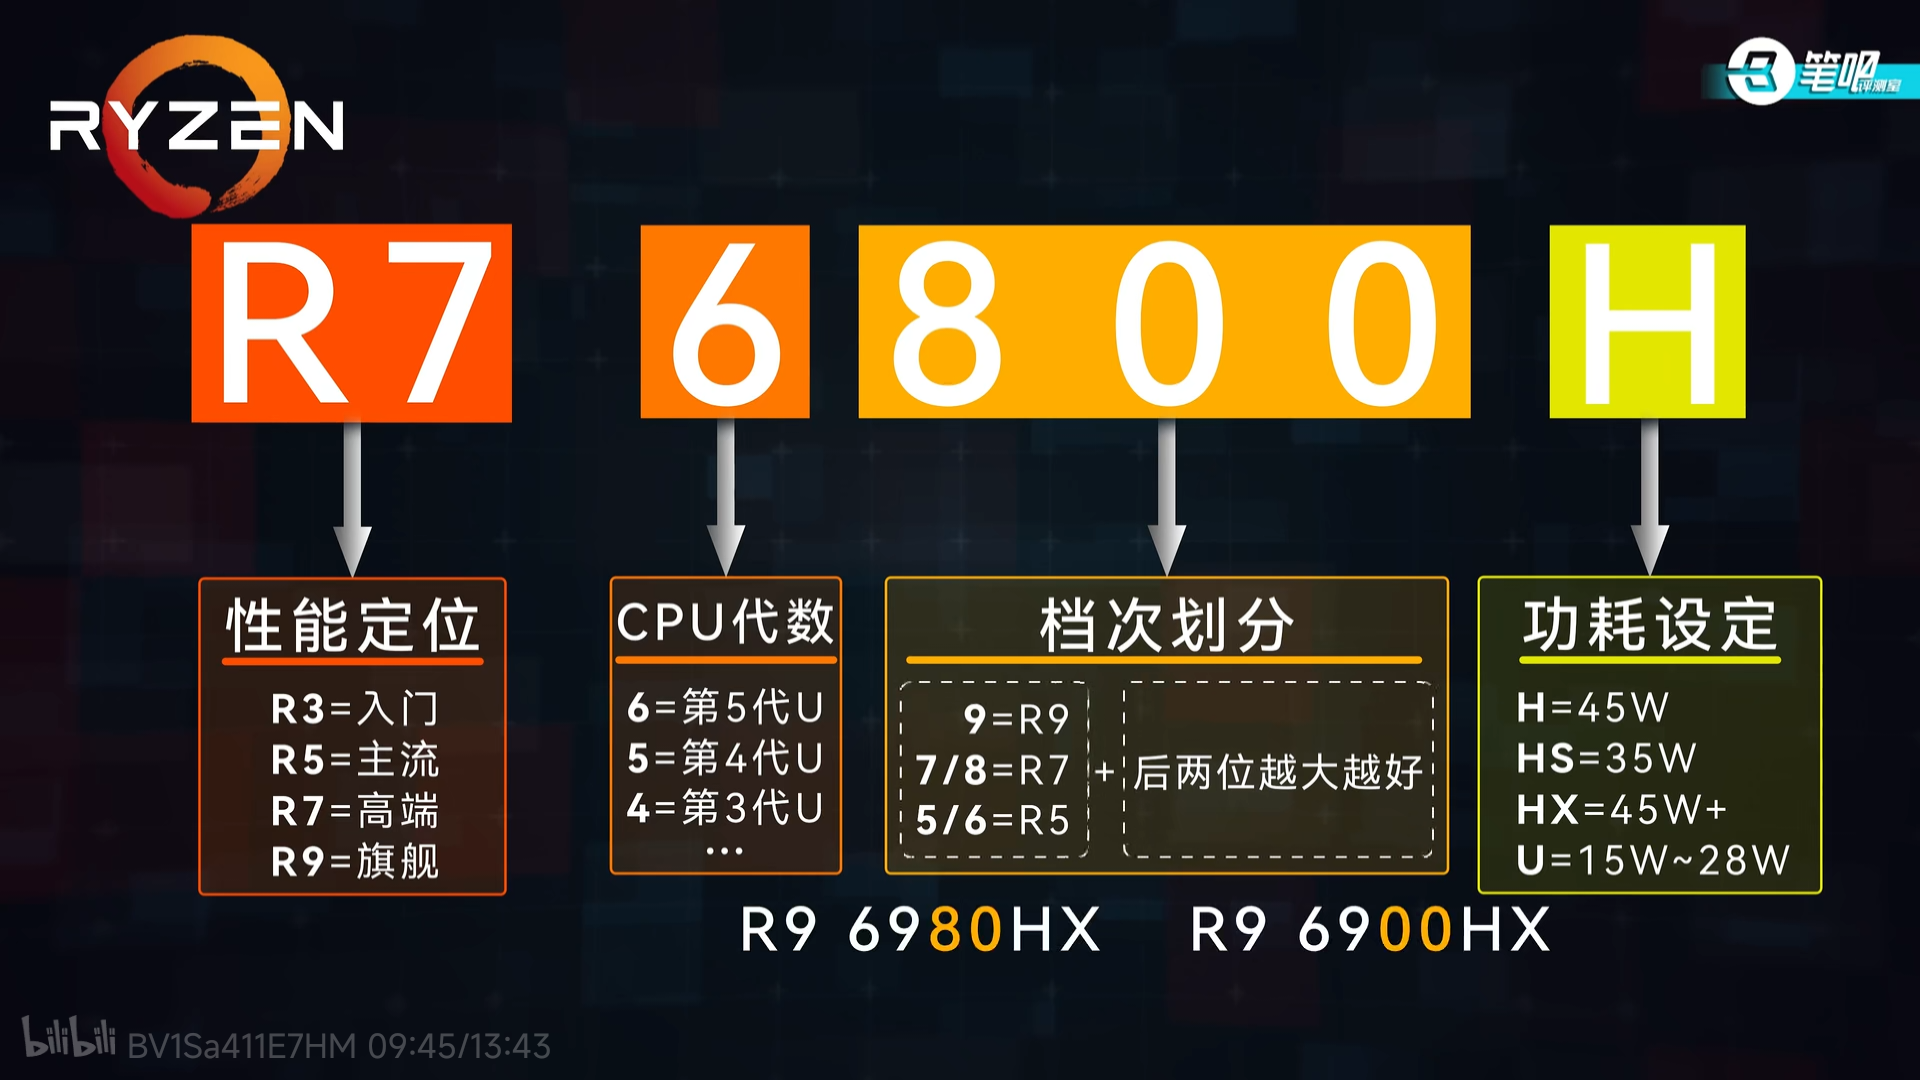 RYZEN
笔吧评测室
R7 6 800 H
性能定位
R3=入门
R5=主流
R7=高端
R9=旗舰
CPU代数
6=第5代U
5=第4代U
4=第3代U
...
档次划分
9=R9
7/8=R7
5/6=R5
+
后两位越大越好
功耗设定
H=45W
HS=35W
HX=45W+
U=15W~28W
R9 6980HX
R9 6900HX
bilibili BV1Sa411E7HM 09:45/13:43